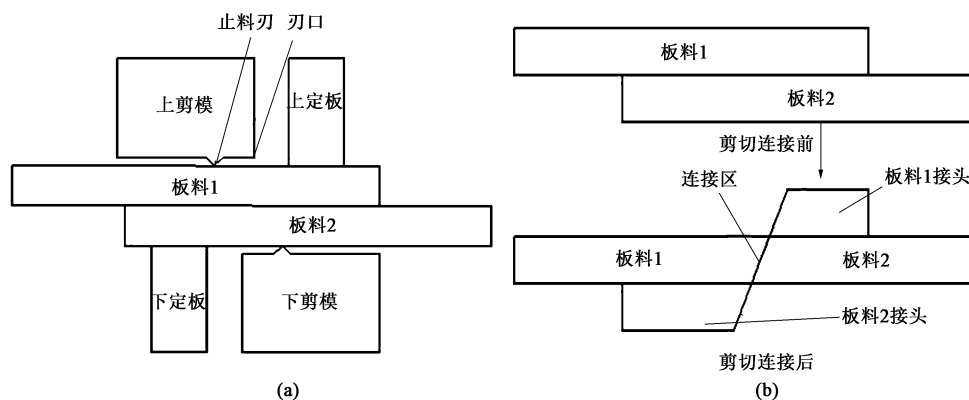 止料刃 刃口
上剪模
上定板
板料1
板料2
下定板
下剪模
(a)
板料1
板料2
剪切连接前
连接区
板料1接头
板料1
板料2
板料2接头
剪切连接后
(b)